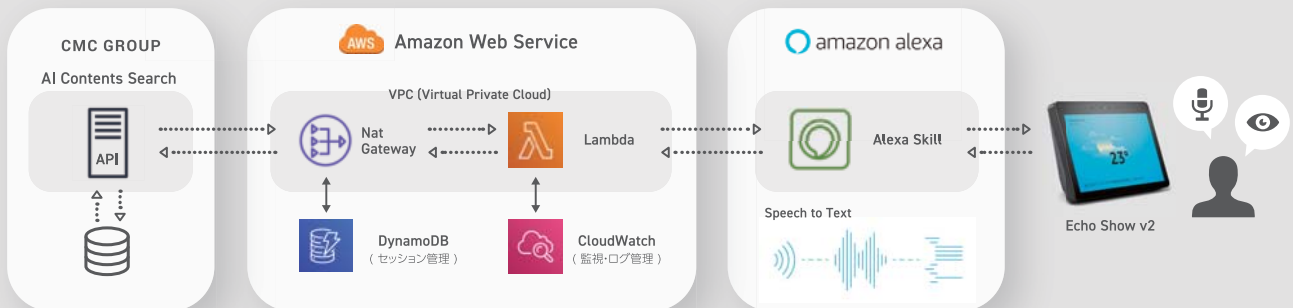 CMC GROUP
AI Contents Search
API
AWS Amazon Web Service
VPC (Virtual Private Cloud)
Nat
Gateway
Lambda
DynamoDB
( セッション管理 )
CloudWatch
( 監視・ログ管理 )
amazon alexa
Alexa Skill
Speech to Text
23°
Echo Show v2